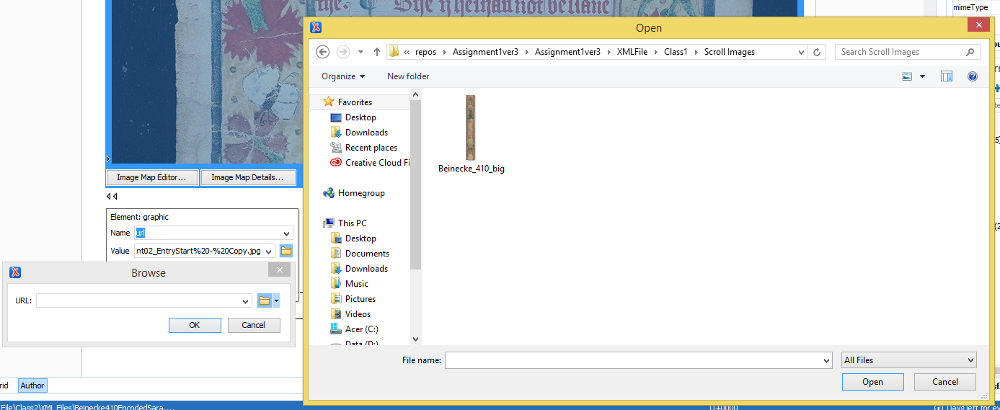 mimeType
Open
« repos Assignment1ver3 Assignment1ver3 XMLFile Class1 Scroll Images
Search Scroll Images
Organize New folder
Favorites
Desktop
Downloads
Recent places
Creative Cloud Fi
Homegroup
This PC
Desktop
Documents
Downloads
Music
Pictures
Videos
Acer (C:)
Data (D:)
Beinecke_410_big
File name:
All Files
Open Cancel
Image Map Editor... Image Map Details...
Element: graphic
Name url
Value nt02_EntryStart%20-%20Copy.jpg
Browse
URL:
OK Cancel
rid Author
File\Class2\XML Files\Beinecke410EncodedSara....
U+0000
Days left for ev